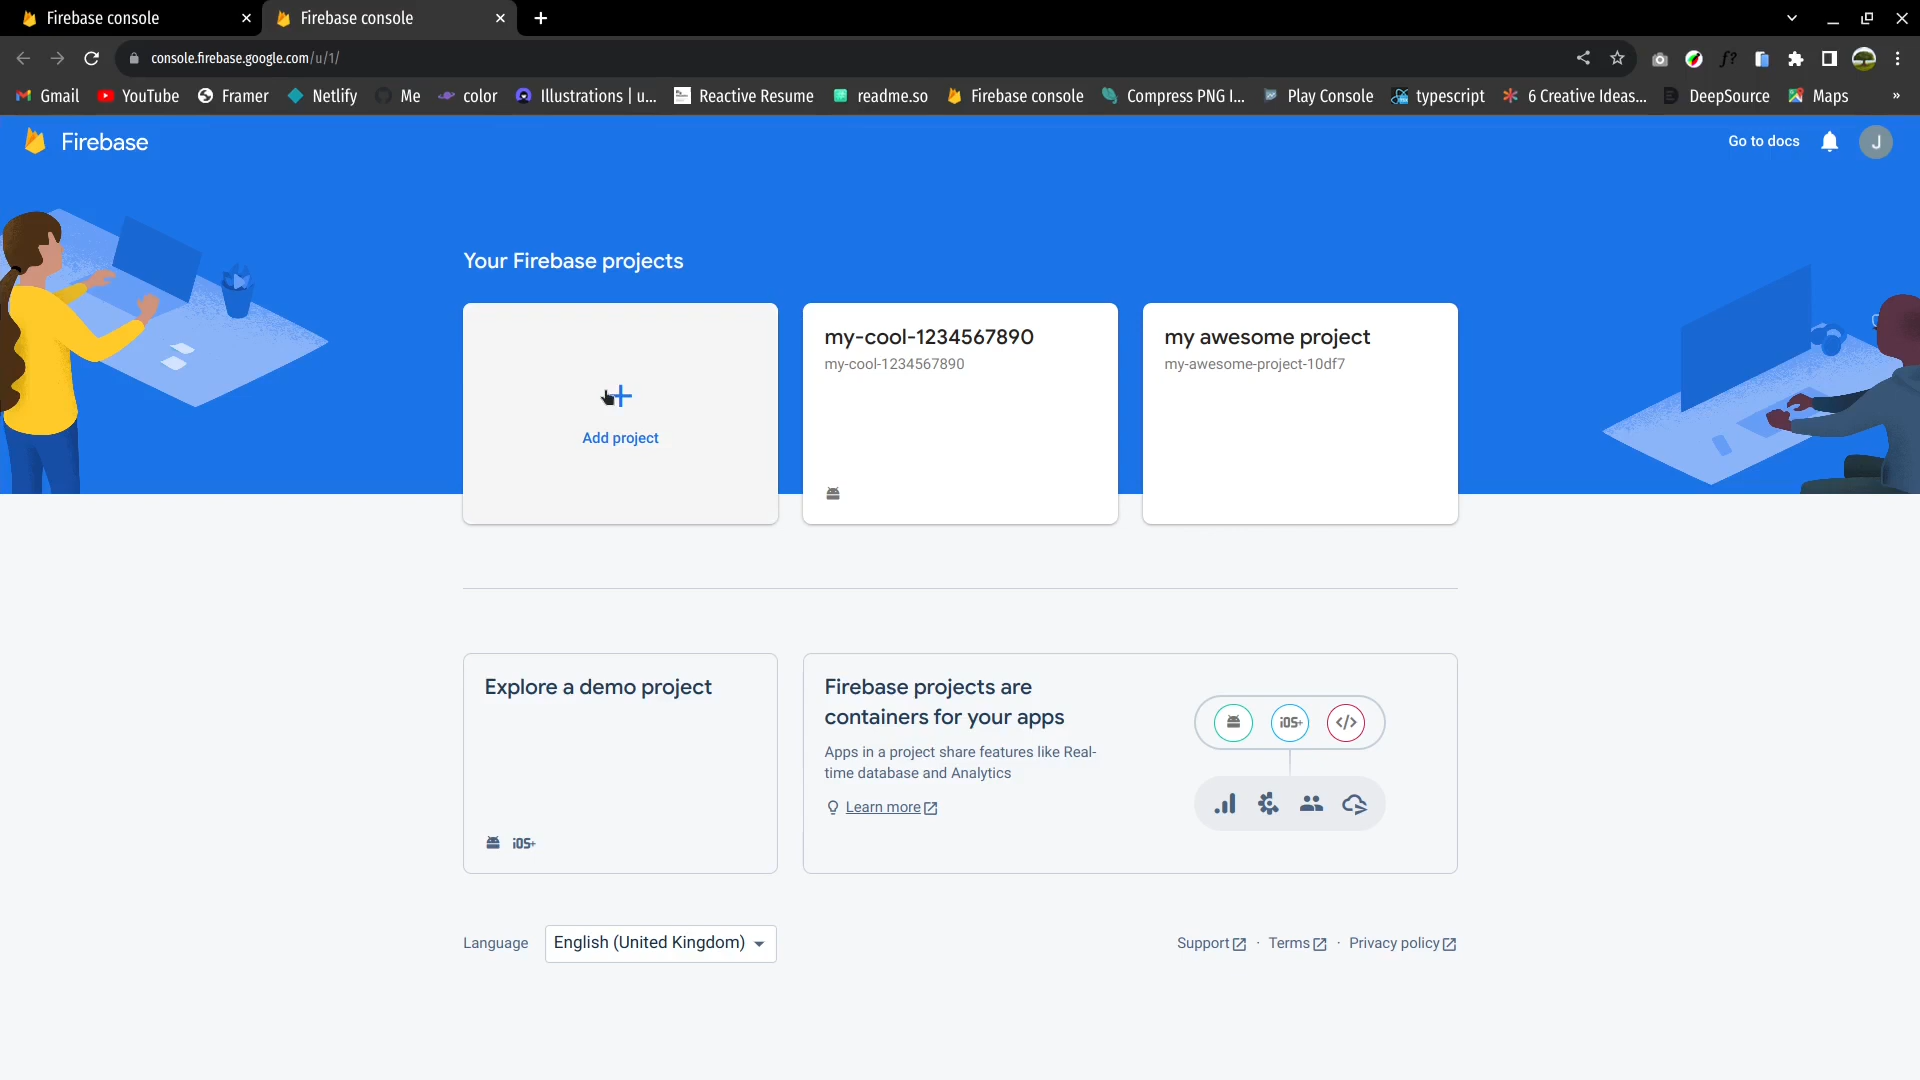 Firebase console
Firebase console
console.firebase.google.com/u/1/
Gmail YouTube Framer Netlify Me color Illustrations | u... Reactive Resume readme.so Firebase console Compress PNG I... Play Console typescript 6 Creative Ideas... DeepSource Maps »
Firebase
Go to docs
J
Your Firebase projects
Add project
my-cool-1234567890
my-cool-1234567890
my awesome project
my-awesome-project-10df7
Explore a demo project
iOS+
Firebase projects are
containers for your apps
Apps in a project share features like Real-
time database and Analytics
Learn more
iOS+
Language English (United Kingdom)
Support · Terms · Privacy policy